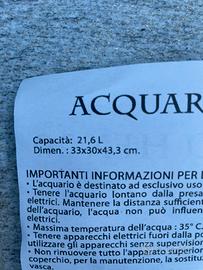 ACQUAR
Capacità: 21,6 L
Dimen. : 33x30x43,3 cm.
IMPORTANTI INFORMAZIONI PER
• L'acquario è destinato ad esclusivo uso
• Tenere l'acquario lontano dalla presa
elettrici. Mantenere la distanza sufficient
dell'acquario, l'acqua non può influen
elettrici.
• Massima temperatura dell'acqua : 35° C.
• Tenere apparecchi elettrici fuori dalla po
utilizzare gli apparecchi senza supervision
• Non rimuovere tutto l'apparato superior
coperchio, per la manutenzione, la sosti
vasca.